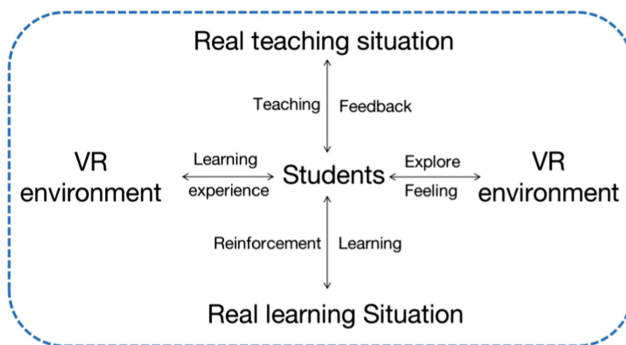 Real teaching situation
Teaching Feedback
VR environment
Learning experience
Students
Explore Feeling
VR environment
Reinforcement Learning
Real learning Situation